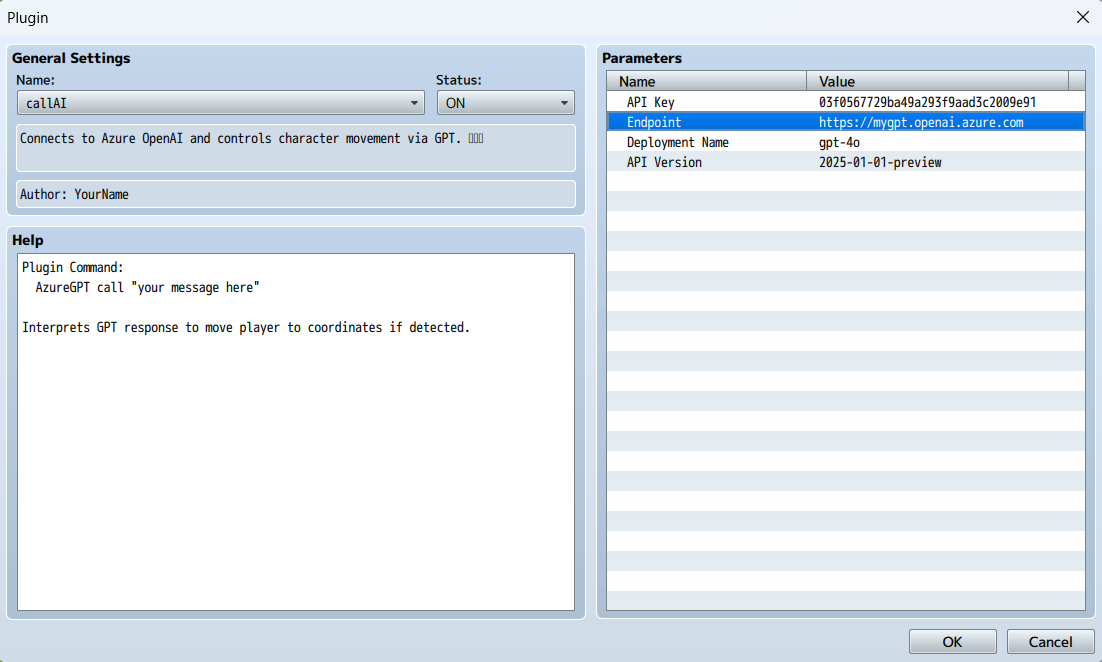 Plugin
General Settings
Name:
Status:
callAI
ON
Connects to Azure OpenAI and controls character movement via GPT.
Author: YourName
Help
Plugin Command:
AzureGPT call "your message here"
Interprets GPT response to move player to coordinates if detected.
Parameters
Name Value
API Key 03f0567729ba49a293f9aad3c2009e91
Endpoint https://mygpt.openai.azure.com
Deployment Name gpt-4o
API Version 2025-01-01-preview
OK
Cancel